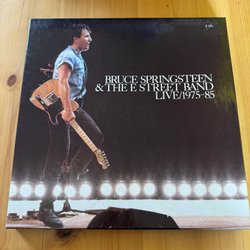 BRUCE SPRINGSTEEN
& THE E STREET BAND
LIVE/1975–85